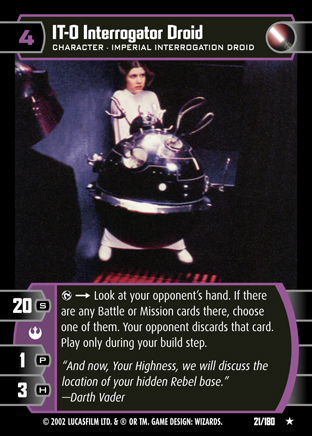 4
IT-O Interrogator Droid
CHARACTER · IMPERIAL INTERROGATION DROID
20 S
1 P
3 H
Look at your opponent's hand. If there
are any Battle or Mission cards there, choose
one of them. Your opponent discards that card.
Play only during your build step.
"And now, Your Highness, we will discuss the
location of your hidden Rebel base."
—Darth Vader
© 2002 LUCASFILM LTD. & ® OR TM. GAME DESIGN: WIZARDS.
21/180